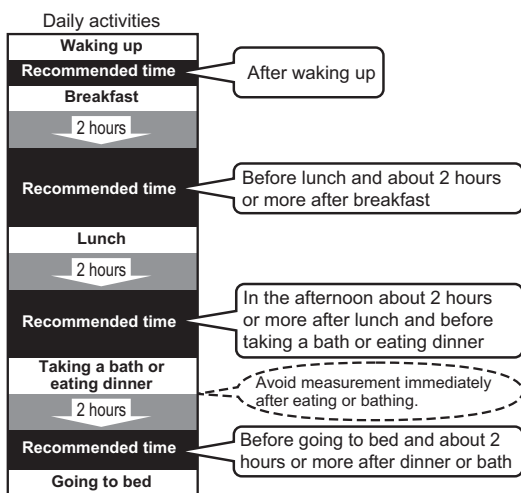 Daily activities
Waking up
Recommended time
After waking up
Breakfast
2 hours
Recommended time
Before lunch and about 2 hours
or more after breakfast
Lunch
2 hours
Recommended time
In the afternoon about 2 hours
or more after lunch and before
taking a bath or eating dinner
Taking a bath or
eating dinner
Avoid measurement immediately
after eating or bathing.
2 hours
Recommended time
Before going to bed and about 2
hours or more after dinner or bath
Going to bed